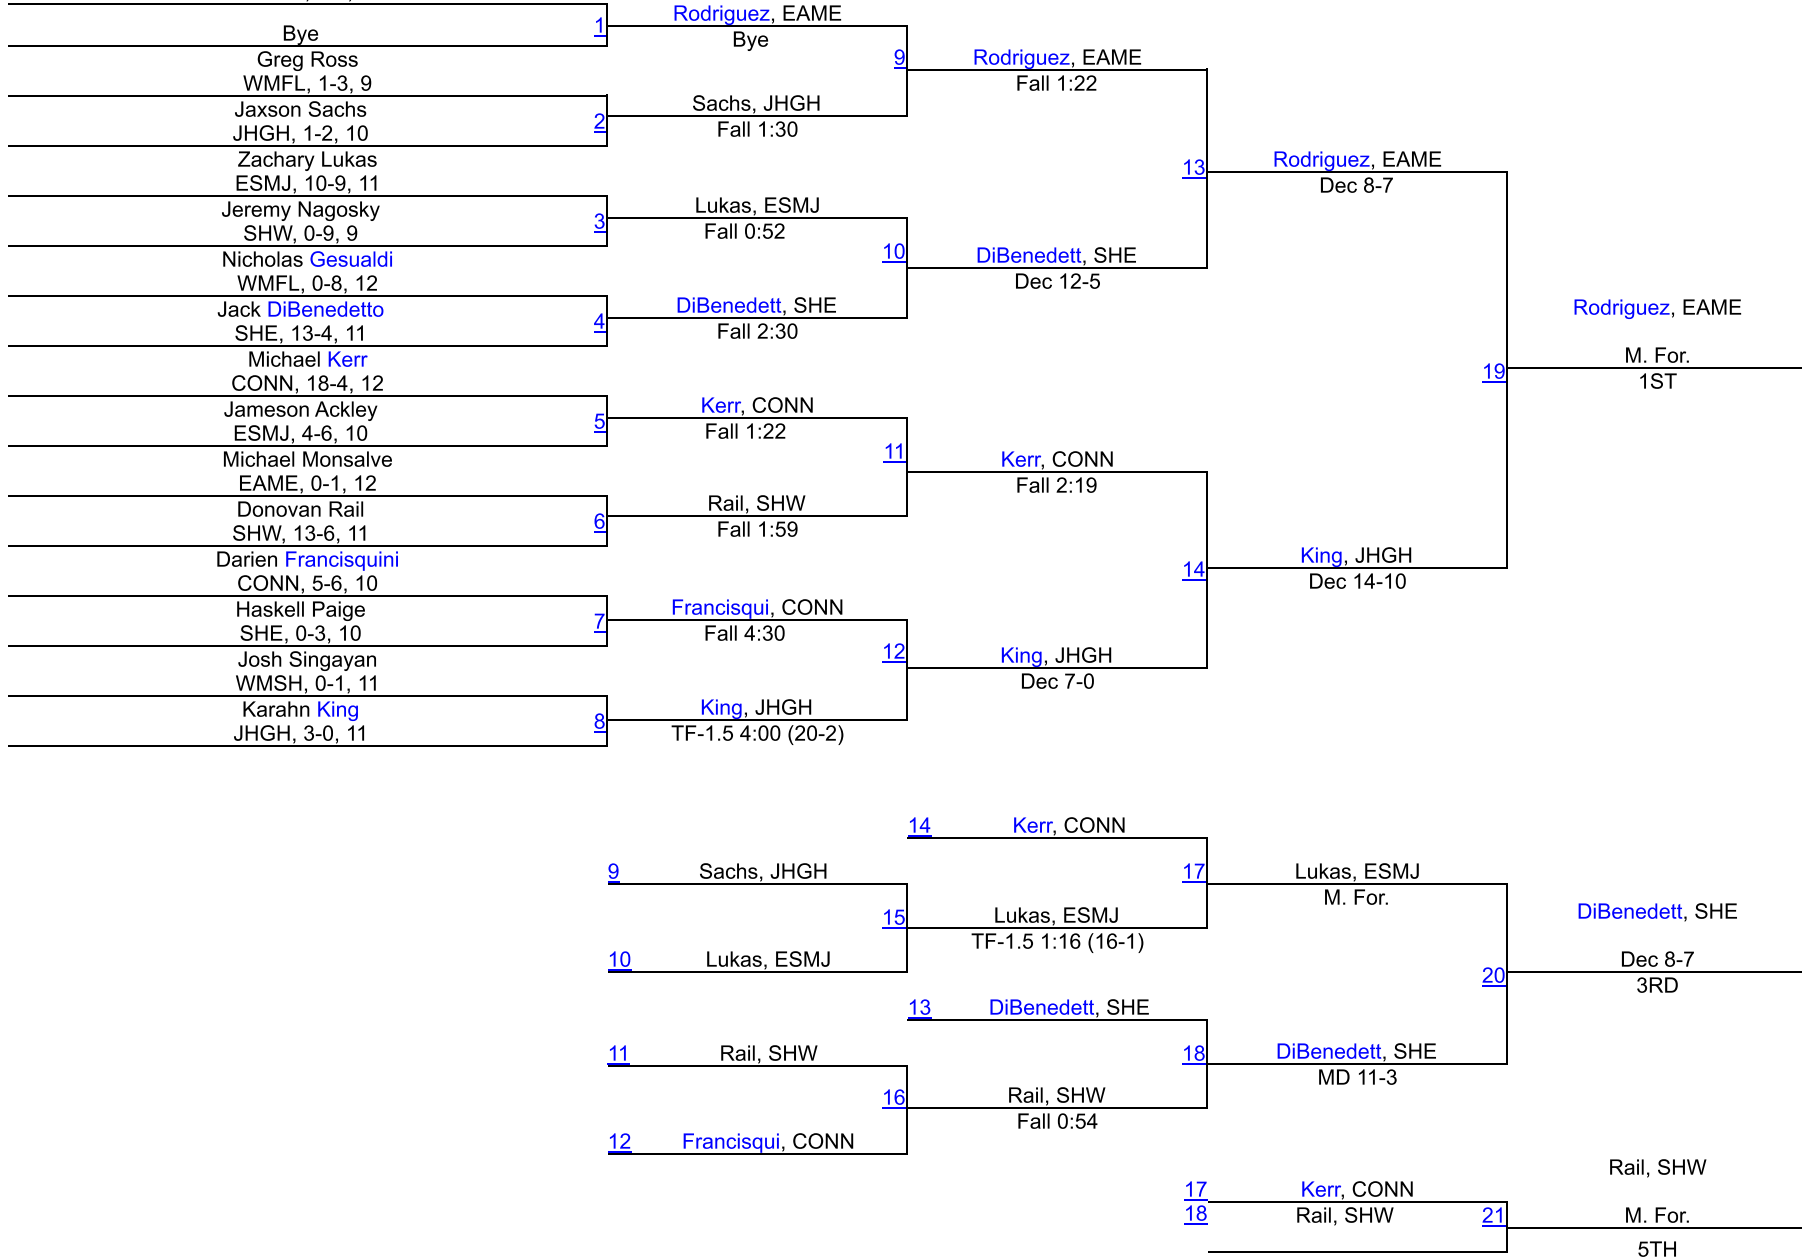 Bye
Greg Ross
WMFL, 1-3, 9
Jaxson Sachs
JHGH, 1-2, 10
Zachary Lukas
ESMJ, 10-9, 11
Jeremy Nagosky
SHW, 0-9, 9
Nicholas Gesualdi
WMFL, 0-8, 12
Jack DiBenedetto
SHE, 13-4, 11
Michael Kerr
CONN, 18-4, 12
Jameson Ackley
ESMJ, 4-6, 10
Michael Monsalve
EAME, 0-1, 12
Donovan Rail
SHW, 13-6, 11
Darien Francisquini
CONN, 5-6, 10
Haskell Paige
SHE, 0-3, 10
Josh Singayan
WMSH, 0-1, 11
Karahn King
JHGH, 3-0, 11
1
2
3
4
5
6
7
8
Rodriguez, EAME
Bye
Sachs, JHGH
Fall 1:30
Lukas, ESMJ
Fall 0:52
DiBenedett, SHE
Fall 2:30
Kerr, CONN
Fall 1:22
Rail, SHW
Fall 1:59
Francisqui, CONN
Fall 4:30
King, JHGH
TF-1.5 4:00 (20-2)
9
10
11
12
Rodriguez, EAME
Fall 1:22
DiBenedett, SHE
Dec 12-5
Kerr, CONN
Fall 2:19
King, JHGH
Dec 7-0
13
14
Rodriguez, EAME
Dec 8-7
King, JHGH
Dec 14-10
19
Rodriguez, EAME
M. For.
1ST
9
Sachs, JHGH
10
Lukas, ESMJ
11
Rail, SHW
12
Francisqui, CONN
15
16
14
Kerr, CONN
Lukas, ESMJ
TF-1.5 1:16 (16-1)
13
DiBenedett, SHE
Rail, SHW
Fall 0:54
17
18
Lukas, ESMJ
M. For.
DiBenedett, SHE
MD 11-3
20
DiBenedett, SHE
Dec 8-7
3RD
17
Kerr, CONN
18
Rail, SHW
21
Rail, SHW
M. For.
5TH